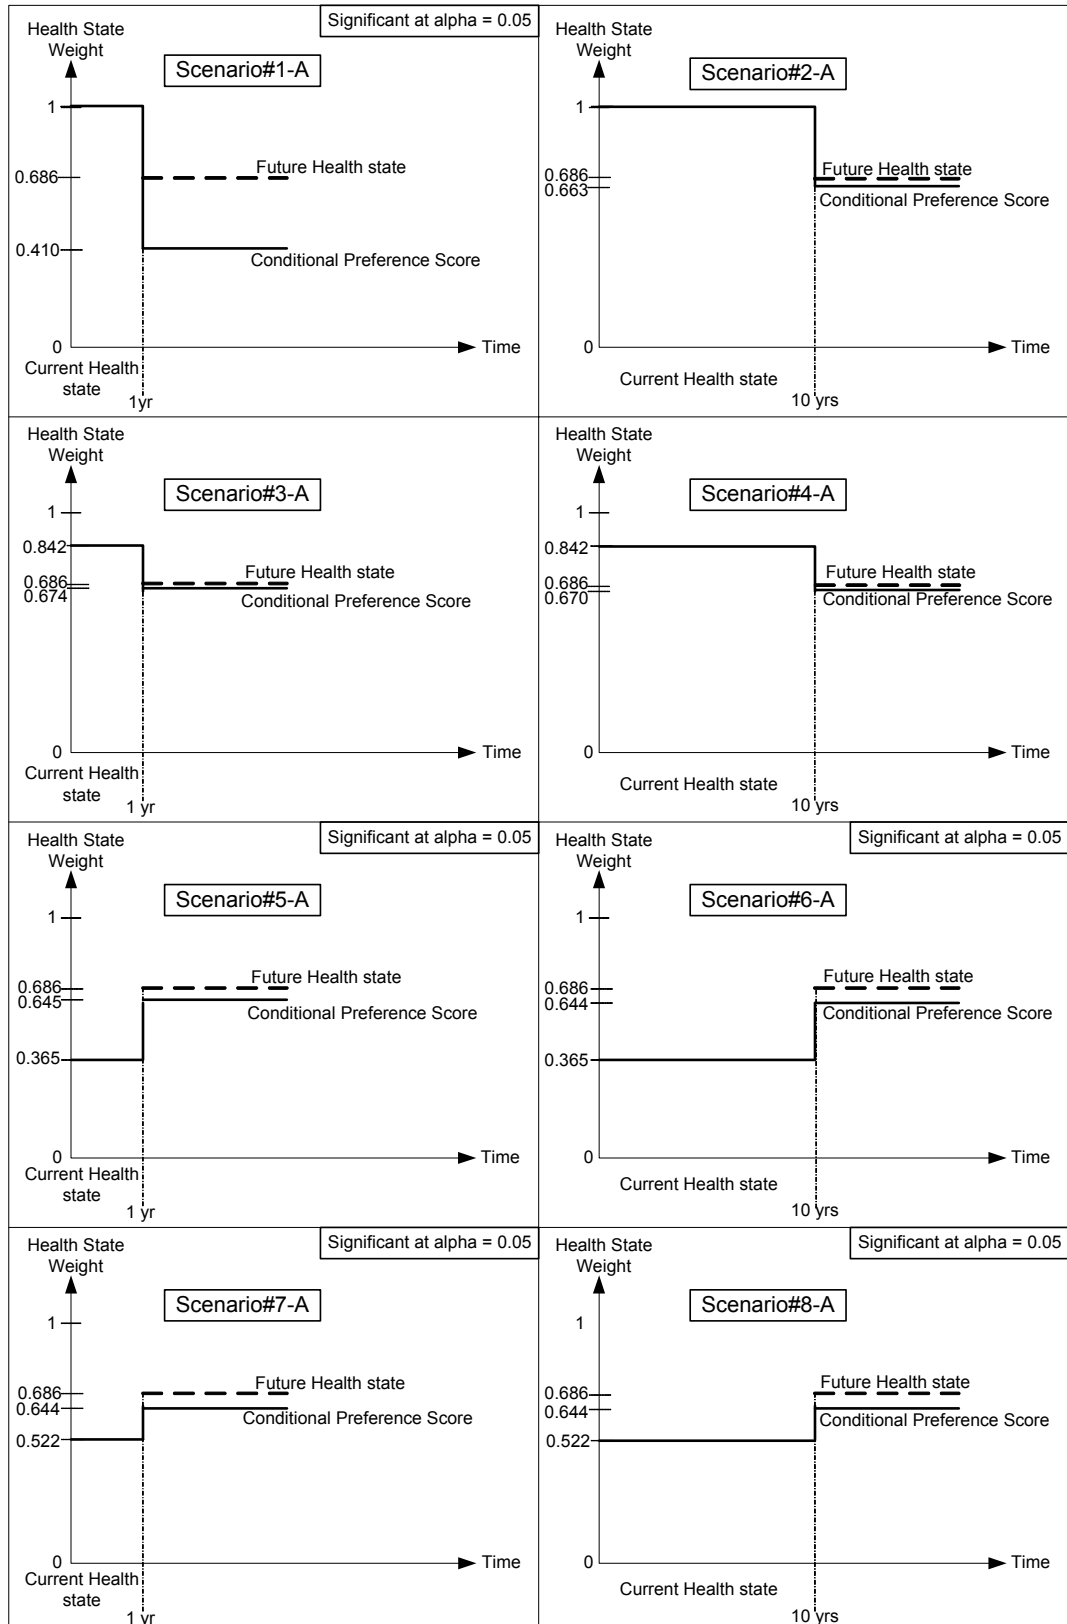 Significant at alpha = 0.05
Health State
Weight
Scenario#1-A
1
0.686
0.410
0
Future Health state
Conditional Preference Score
Time
Current Health
state
1yr
Health State
Weight
Scenario#2-A
1
0.686
0.663
0
Future Health state
Conditional Preference Score
Time
Current Health state
10 yrs
Health State
Weight
Scenario#3-A
1
0.842
0.686
0.674
0
Future Health state
Conditional Preference Score
Time
Current Health
state
1 yr
Health State
Weight
Scenario#4-A
1
0.842
0.686
0.670
0
Future Health state
Conditional Preference Score
Time
Current Health state
10 yrs
Significant at alpha = 0.05
Health State
Weight
Scenario#5-A
1
0.686
0.645
0.365
0
Future Health state
Conditional Preference Score
Time
Current Health
state
1 yr
Significant at alpha = 0.05
Health State
Weight
Scenario#6-A
1
0.686
0.644
0.365
0
Future Health state
Conditional Preference Score
Time
Current Health state
10 yrs
Significant at alpha = 0.05
Health State
Weight
Scenario#7-A
1
0.686
0.644
0.522
0
Future Health state
Conditional Preference Score
Time
Current Health
state
1 yr
Significant at alpha = 0.05
Health State
Weight
Scenario#8-A
1
0.686
0.644
0.522
0
Future Health state
Conditional Preference Score
Time
Current Health state
10 yrs